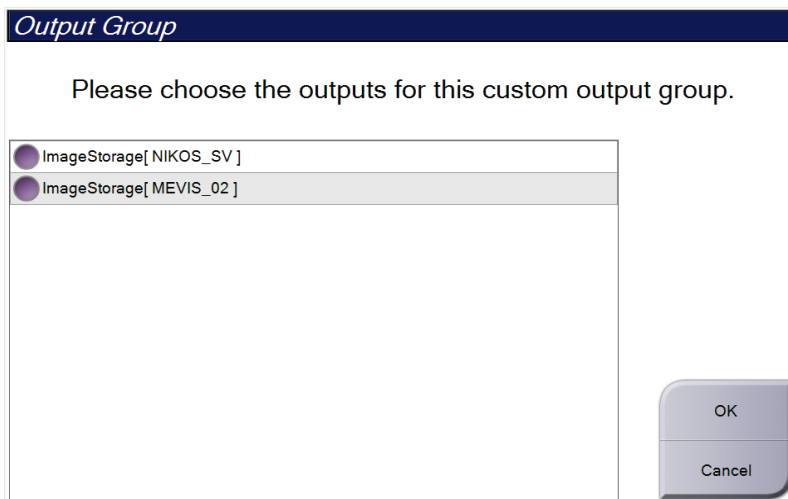 Output Group
Please choose the outputs for this custom output group.
ImageStorage[ NIKOS_SV ]
ImageStorage[ MEVIS_02 ]
OK
Cancel